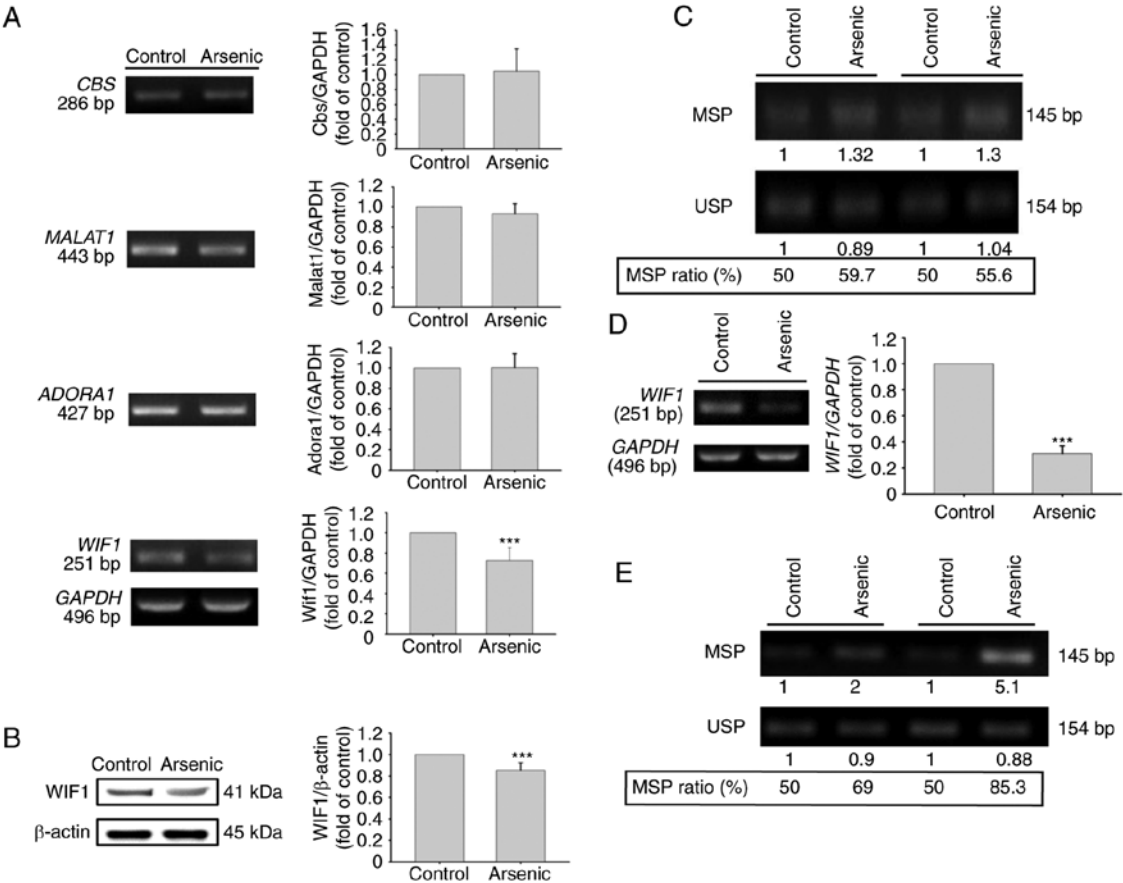 A
Control Arsenic
CBS
286 bp
Cbs/GAPDH
(fold of control)
1.6
1.4
1.2
1.0
0.8
0.6
0.4
0.2
0
Control Arsenic
MALAT1
443 bp
Malat1/GAPDH
(fold of control)
1.2
1.0
0.8
0.6
0.4
0.2
0
Control Arsenic
ADORA1
427 bp
Adora1/GAPDH
(fold of control)
1.2
1.0
0.8
0.6
0.4
0.2
0
Control Arsenic
WIF1
251 bp
GAPDH
496 bp
Wif1/GAPDH
(fold of control)
1.2
1.0
0.8
0.6
0.4
0.2
0
***
Control Arsenic
B
Control Arsenic
WIF1 41 kDa
β-actin 45 kDa
WIF1/β-actin
(fold of control)
1.2
1.0
0.8
0.6
0.4
0.2
0
***
Control Arsenic
C
Control Arsenic Control Arsenic
MSP 145 bp
1 1.32 1 1.3
USP 154 bp
1 0.89 1 1.04
MSP ratio (%) 50 59.7 50 55.6
D
Control Arsenic
WIF1
(251 bp)
GAPDH
(496 bp)
WIF1/GAPDH
(fold of control)
1.2
1.0
0.8
0.6
0.4
0.2
0
***
Control Arsenic
E
Control Arsenic Control Arsenic
MSP 145 bp
1 2 1 5.1
USP 154 bp
1 0.9 1 0.88
MSP ratio (%) 50 69 50 85.3